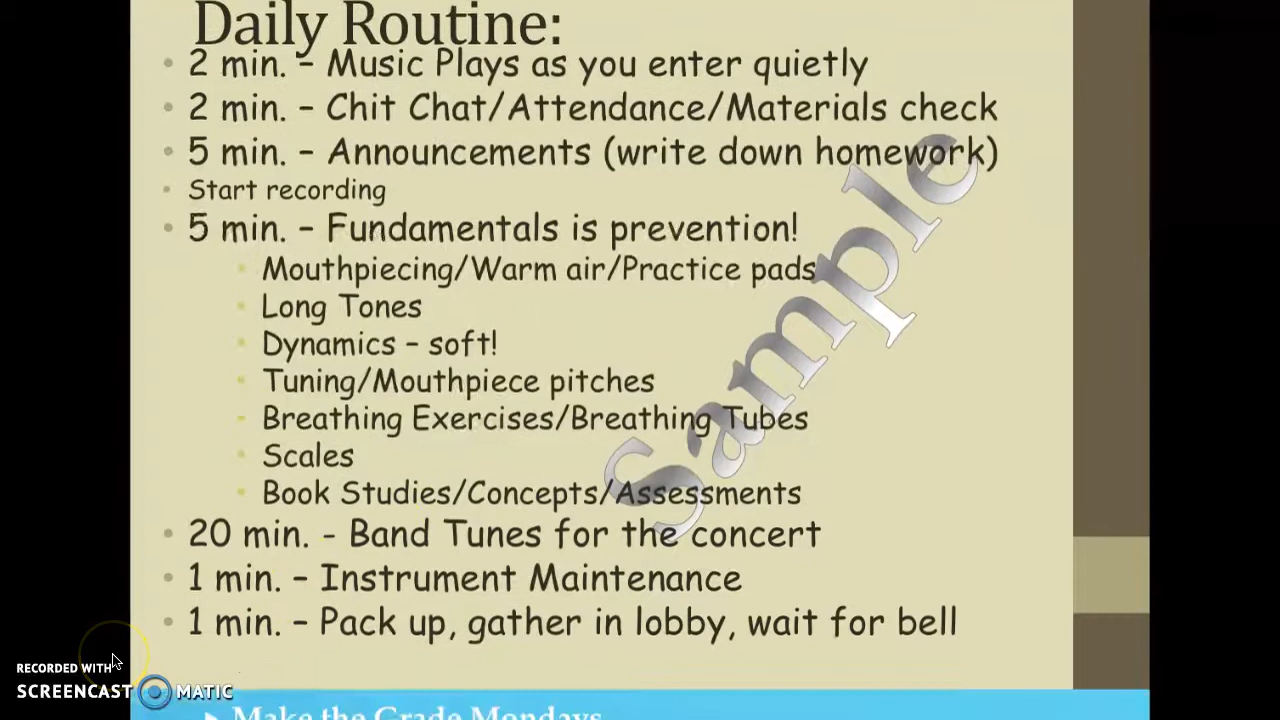 Daily Routine:
• 2 min. – Music Plays as you enter quietly
• 2 min. – Chit Chat/Attendance/Materials check
• 5 min. – Announcements (write down homework)
• Start recording
• 5 min. – Fundamentals is prevention!
• Mouthpiecing/Warm air/Practice pads
• Long Tones
• Dynamics – soft!
• Tuning/Mouthpiece pitches
• Breathing Exercises/Breathing Tubes
• Scales
• Book Studies/Concepts/Assessments
• 20 min. - Band Tunes for the concert
• 1 min. – Instrument Maintenance
• 1 min. – Pack up, gather in lobby, wait for bell
Sample
RECORDED WITH
SCREENCAST MATIC
Make the Grade Mondays